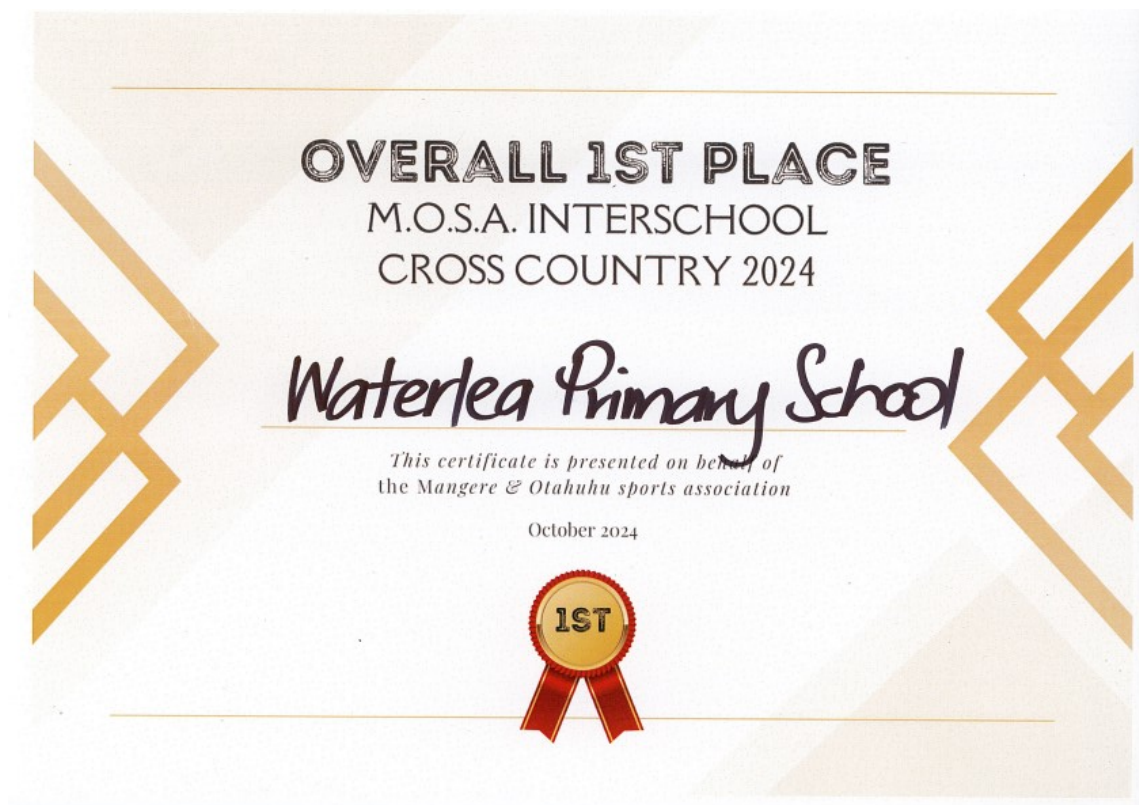 OVERALL 1ST PLACE
M.O.S.A. INTERSCHOOL
CROSS COUNTRY 2024
Waterlea Primary School
This certificate is presented on behalf of
the Mangere & Otahuhu sports association
October 2024
1ST